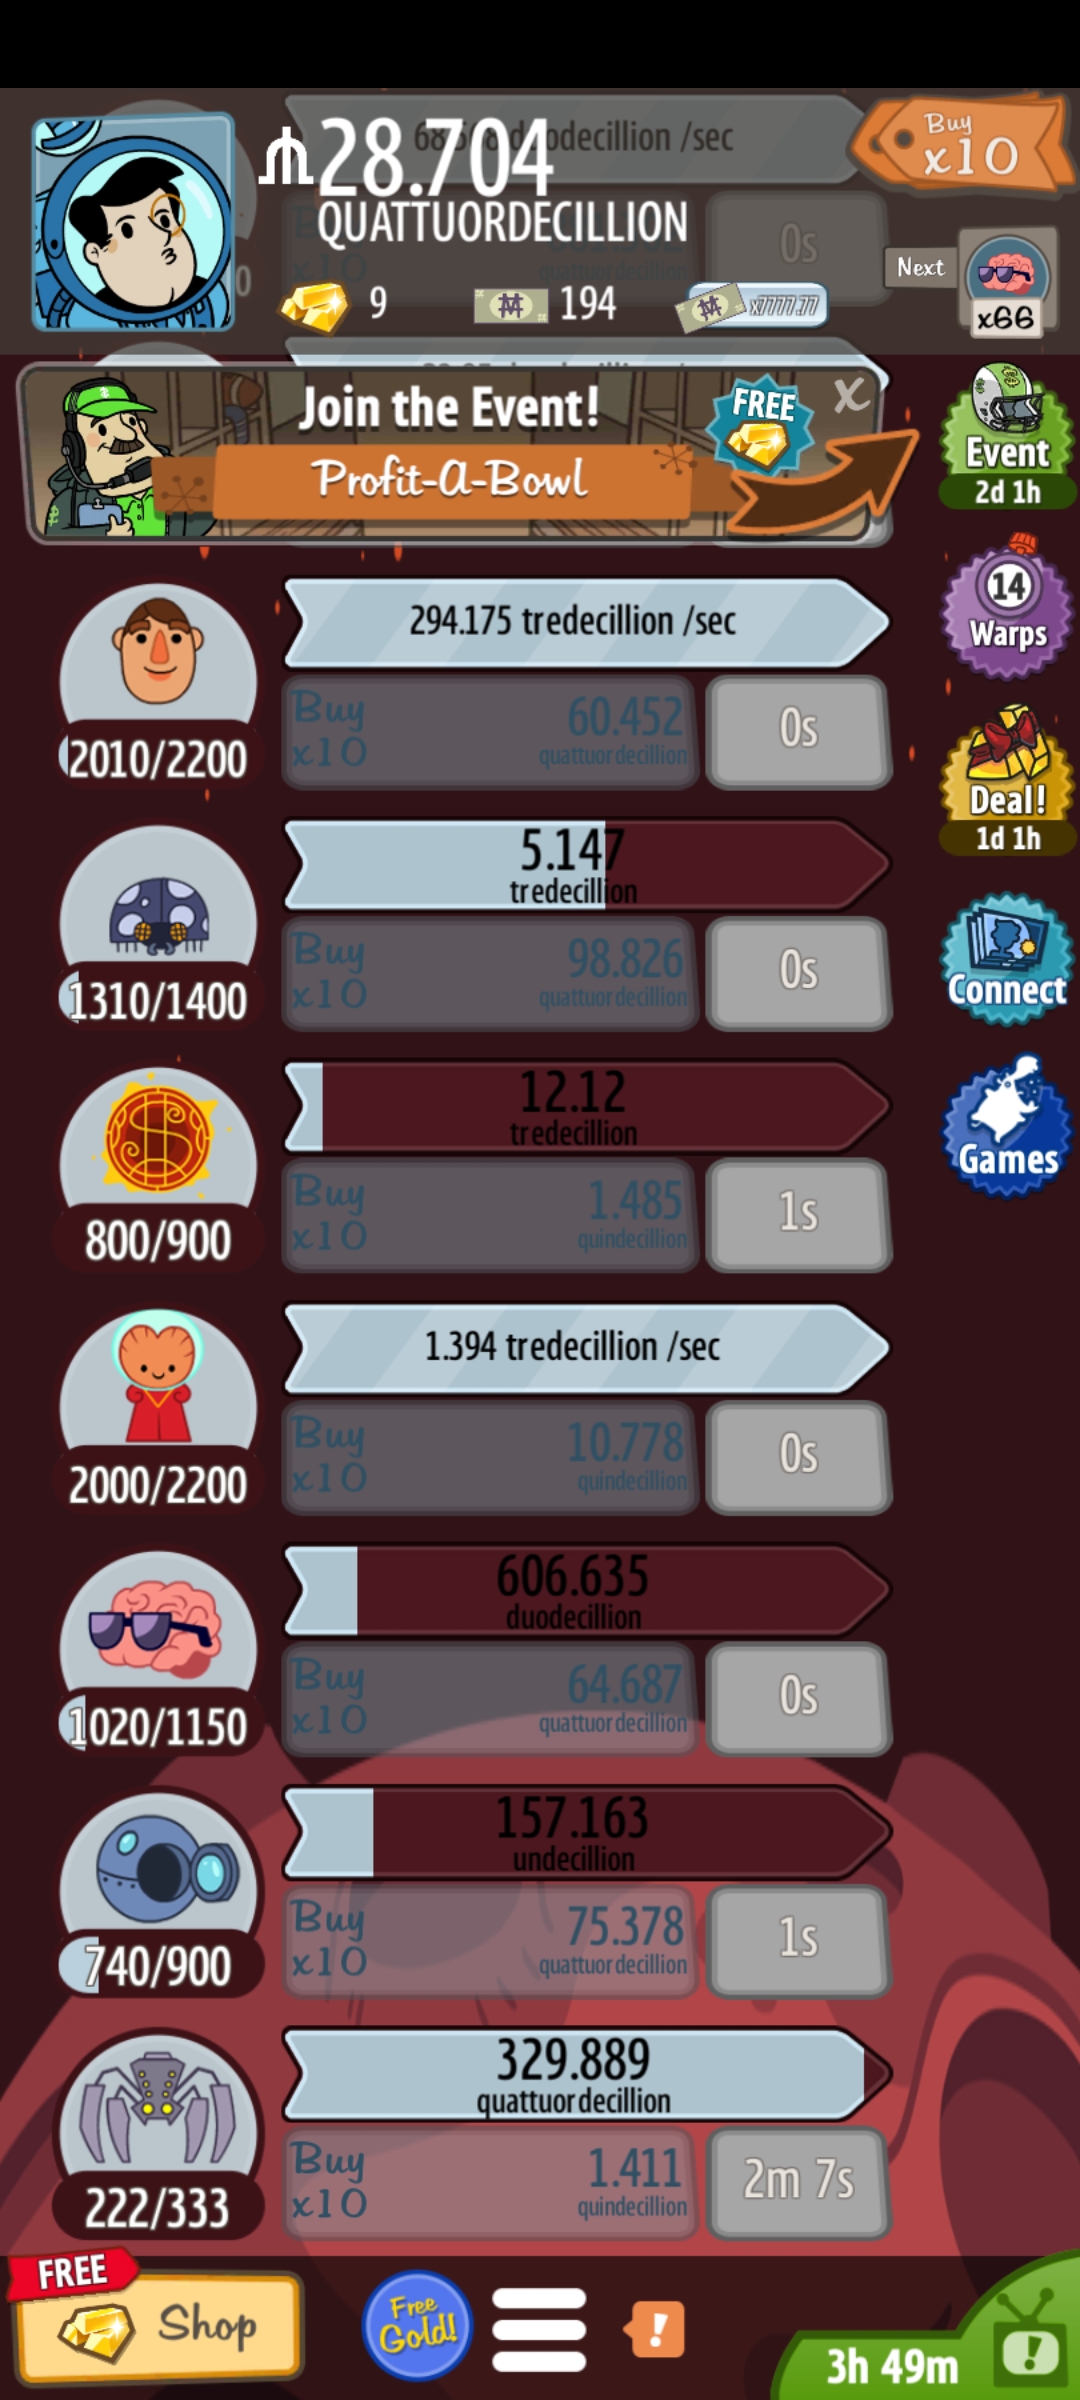 28.704
QUATTUORDECILLION
duodecillion /sec
Buy
x10
0s
9
194
x7777.77
Next
x66
Join the Event!
FREE
X
Profit-A-Bowl
Event
2d 1h
294.175 tredecillion /sec
Buy
x10
60.452
quattuordecillion
0s
2010/2200
14
Warps
5.147
tredecillion
Buy
x10
98.826
quattuordecillion
0s
1310/1400
Deal!
1d 1h
12.12
tredecillion
Buy
x10
1.485
quindecillion
1s
800/900
Connect
1.394 tredecillion /sec
Buy
x10
10.778
quindecillion
0s
2000/2200
Games
606.635
duodecillion
Buy
x10
64.687
quattuordecillion
0s
1020/1150
157.163
undecillion
Buy
x10
75.378
quattuordecillion
1s
740/900
329.889
quattuordecillion
Buy
x10
1.411
quindecillion
2m 7s
222/333
FREE
Shop
Free
Gold!
!
3h 49m
!